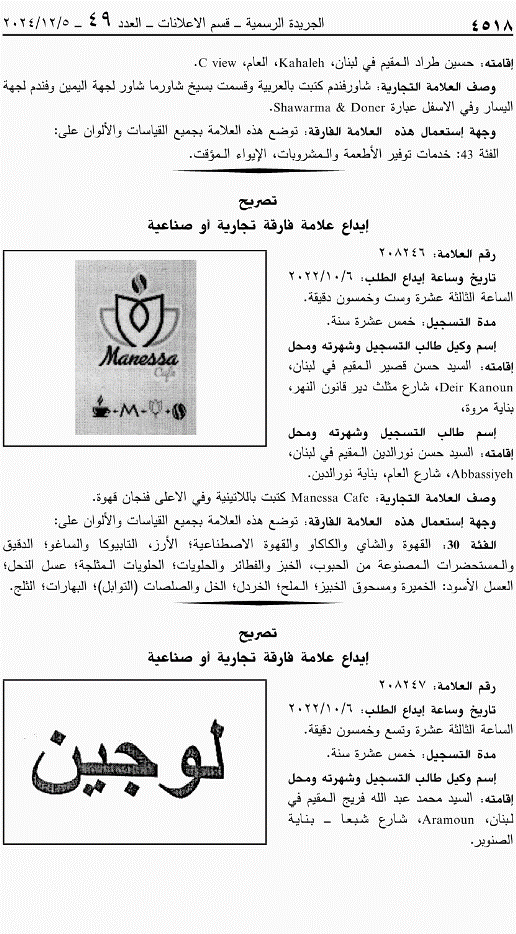 ٤٥١٨ الجريدة الرسمية – قسم الاعلانات – العدد ٤٩ – ٢٠٢٤/١٢/٥
إقامته: حسين طراد المقيم في لبنان، Kahaleh، العام، C view.
وصف العلامة التجارية: شاورفندم كتبت بالعربية وقسمت بسيخ شاورما شاور لجهة اليمين وفندم لجهة
اليسار وفي الاسفل عبارة Shawarma & Doner.
وجهة إستعمال هذه العلامة الفارقة: توضع هذه العلامة بجميع القياسات والألوان على:
الفئة 43: خدمات توفير الأطعمة والمشروبات، الإيواء المؤقت.
تصريح
إيداع علامة فارقة تجارية أو صناعية
رقم العلامة: ٢٠٨٢٤٦
تاريخ وساعة إيداع الطلب: ٢٠٢٢/١٠/٦
الساعة الثالثة عشرة وست وخمسون دقيقة.
مدة التسجيل: خمس عشرة سنة.
إسم وكيل طالب التسجيل وشهرته ومحل
إقامته: السيد حسن قصير المقيم في لبنان،
Deir Kanoun، شارع مثلث دير قانون النهر،
بناية مروة،
إسم طالب التسجيل وشهرته ومحل
إقامته: السيد حسن نورالدين المقيم في لبنان،
Abbassiyeh، شارع العام، بناية نورالدين.
Manessa
Cafe
+M+ +
وصف العلامة التجارية: Manessa Cafe كتبت باللاتينية وفي الاعلى فنجان قهوة.
وجهة إستعمال هذه العلامة الفارقة: توضع هذه العلامة بجميع القياسات والألوان على:
الفئة 30: القهوة والشاي والكاكاو والقهوة الاصطناعية؛ الأرز، التابيوكا والساغو؛ الدقيق
والمستحضرات المصنوعة من الحبوب، الخبز والفطائر والحلويات؛ الحلويات المثلجة؛ عسل النحل؛
العسل الأسود: الخميرة ومسحوق الخبيز؛ الملح؛ الخردل؛ الخل والصلصات (التوابل)؛ البهارات؛ الثلج.
تصريح
إيداع علامة فارقة تجارية أو صناعية
رقم العلامة: ٢٠٨٢٤٧
تاريخ وساعة إيداع الطلب: ٢٠٢٢/١٠/٦
الساعة الثالثة عشرة وتسع وخمسون دقيقة.
مدة التسجيل: خمس عشرة سنة.
إسم وكيل طالب التسجيل وشهرته ومحل
إقامته: السيد محمد عبد الله فريج المقيم في
لبنان، Aramoun، شارع شبعا – بناية
الصنوبر.
لوجين